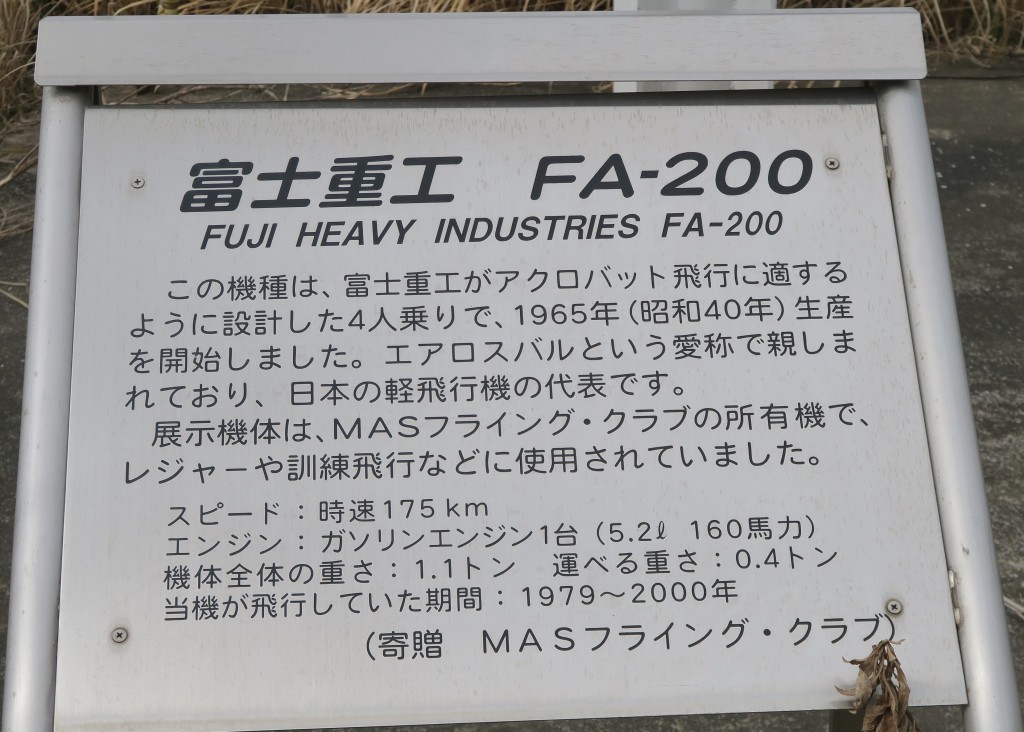 富士重工　FA-200
FUJI HEAVY INDUSTRIES FA-200
この機種は、富士重工がアクロバット飛行に適する
ように設計した4人乗りで、1965年（昭和40年）生産
を開始しました。エアロスバルという愛称で親しま
れており、日本の軽飛行機の代表です。
展示機体は、MASフライング・クラブの所有機で、
レジャーや訓練飛行などに使用されていました。
スピード：時速175km
エンジン：ガソリンエンジン1台（5.2ℓ 160馬力）
機体全体の重さ：1.1トン　運べる重さ：0.4トン
当機が飛行していた期間：1979～2000年
（寄贈　MASフライング・クラブ）